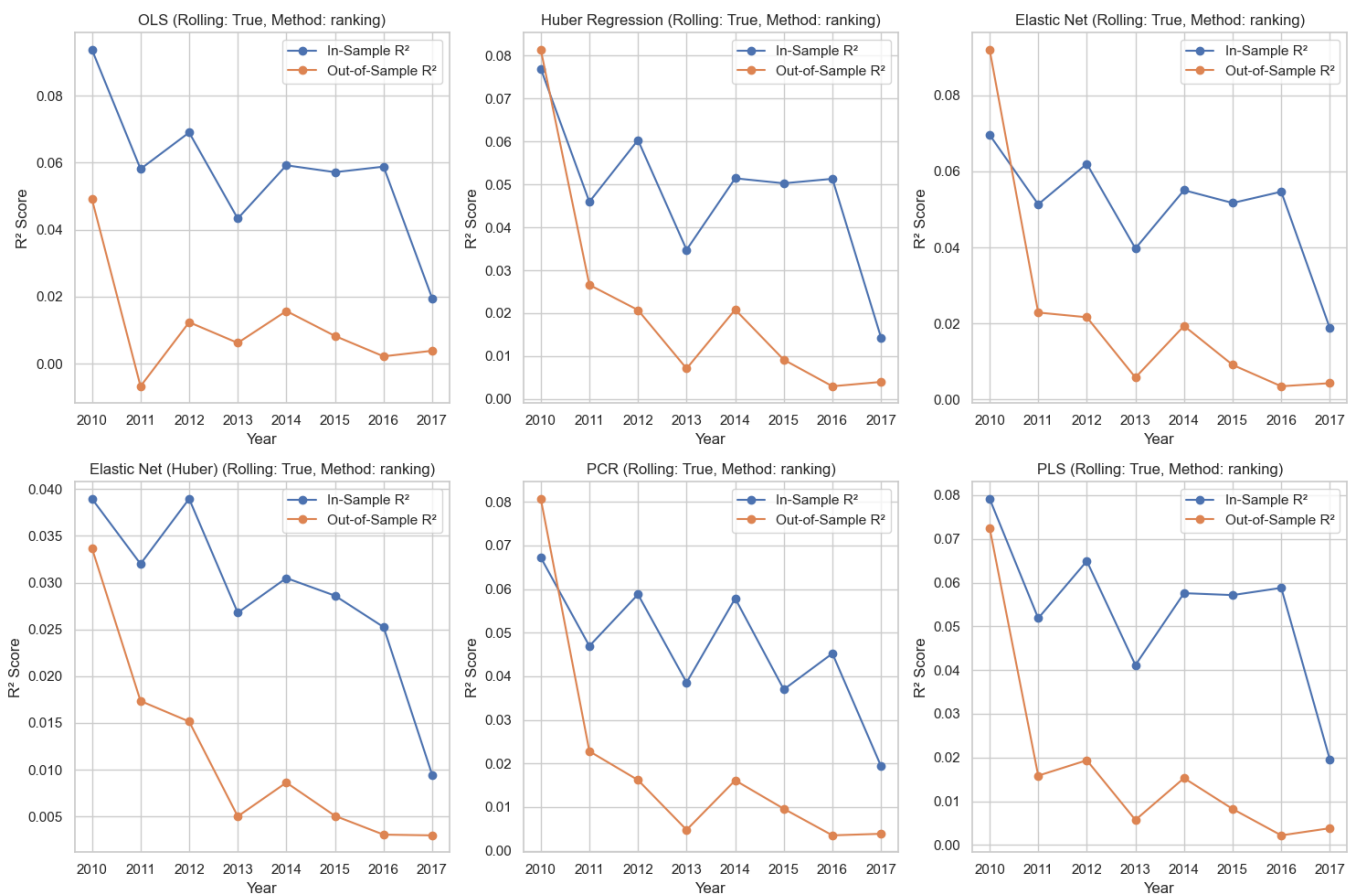 OLS (Rolling: True, Method: ranking)
In-Sample R²
Out-of-Sample R²
R² Score
0.08
0.06
0.04
0.02
0.00
2010 2011 2012 2013 2014 2015 2016 2017
Year
Huber Regression (Rolling: True, Method: ranking)
In-Sample R²
Out-of-Sample R²
R² Score
0.08
0.07
0.06
0.05
0.04
0.03
0.02
0.01
0.00
2010 2011 2012 2013 2014 2015 2016 2017
Year
Elastic Net (Rolling: True, Method: ranking)
In-Sample R²
Out-of-Sample R²
R² Score
0.08
0.06
0.04
0.02
0.00
2010 2011 2012 2013 2014 2015 2016 2017
Year
Elastic Net (Huber) (Rolling: True, Method: ranking)
In-Sample R²
Out-of-Sample R²
R² Score
0.040
0.035
0.030
0.025
0.020
0.015
0.010
0.005
2010 2011 2012 2013 2014 2015 2016 2017
Year
PCR (Rolling: True, Method: ranking)
In-Sample R²
Out-of-Sample R²
R² Score
0.08
0.07
0.06
0.05
0.04
0.03
0.02
0.01
0.00
2010 2011 2012 2013 2014 2015 2016 2017
Year
PLS (Rolling: True, Method: ranking)
In-Sample R²
Out-of-Sample R²
R² Score
0.08
0.07
0.06
0.05
0.04
0.03
0.02
0.01
0.00
2010 2011 2012 2013 2014 2015 2016 2017
Year